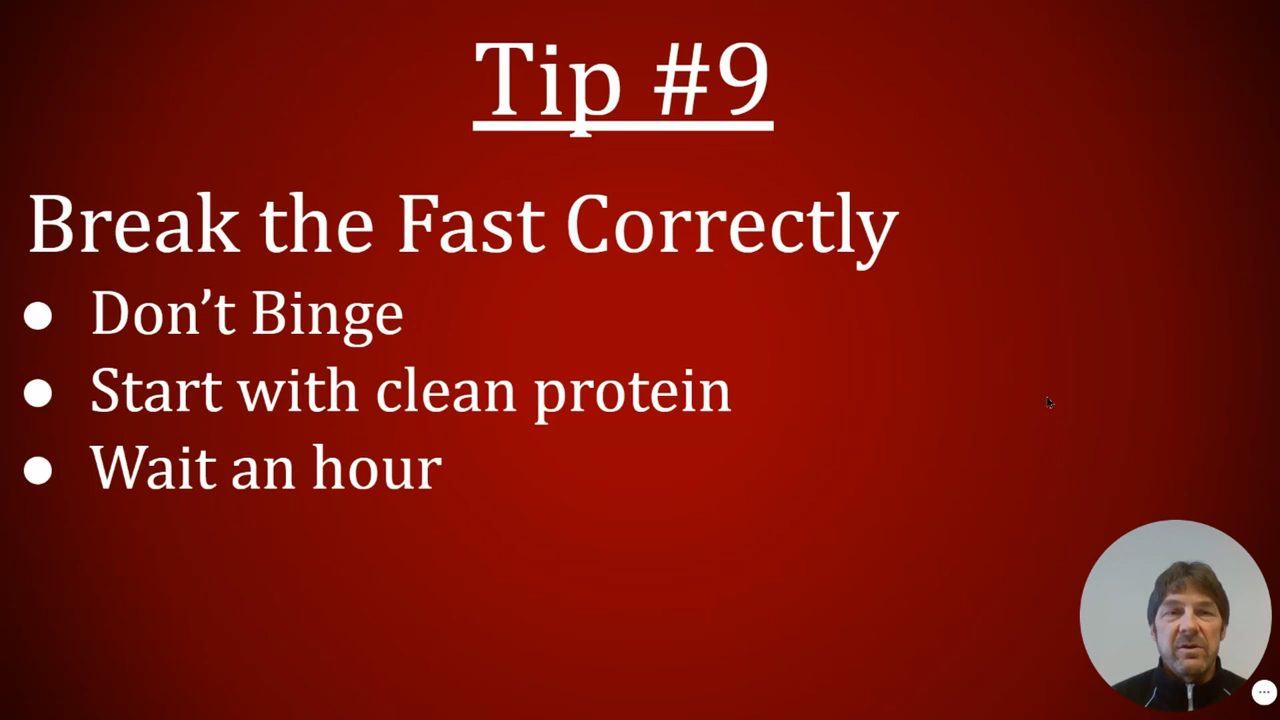 Tip #9
Break the Fast Correctly
● Don’t Binge
● Start with clean protein
● Wait an hour